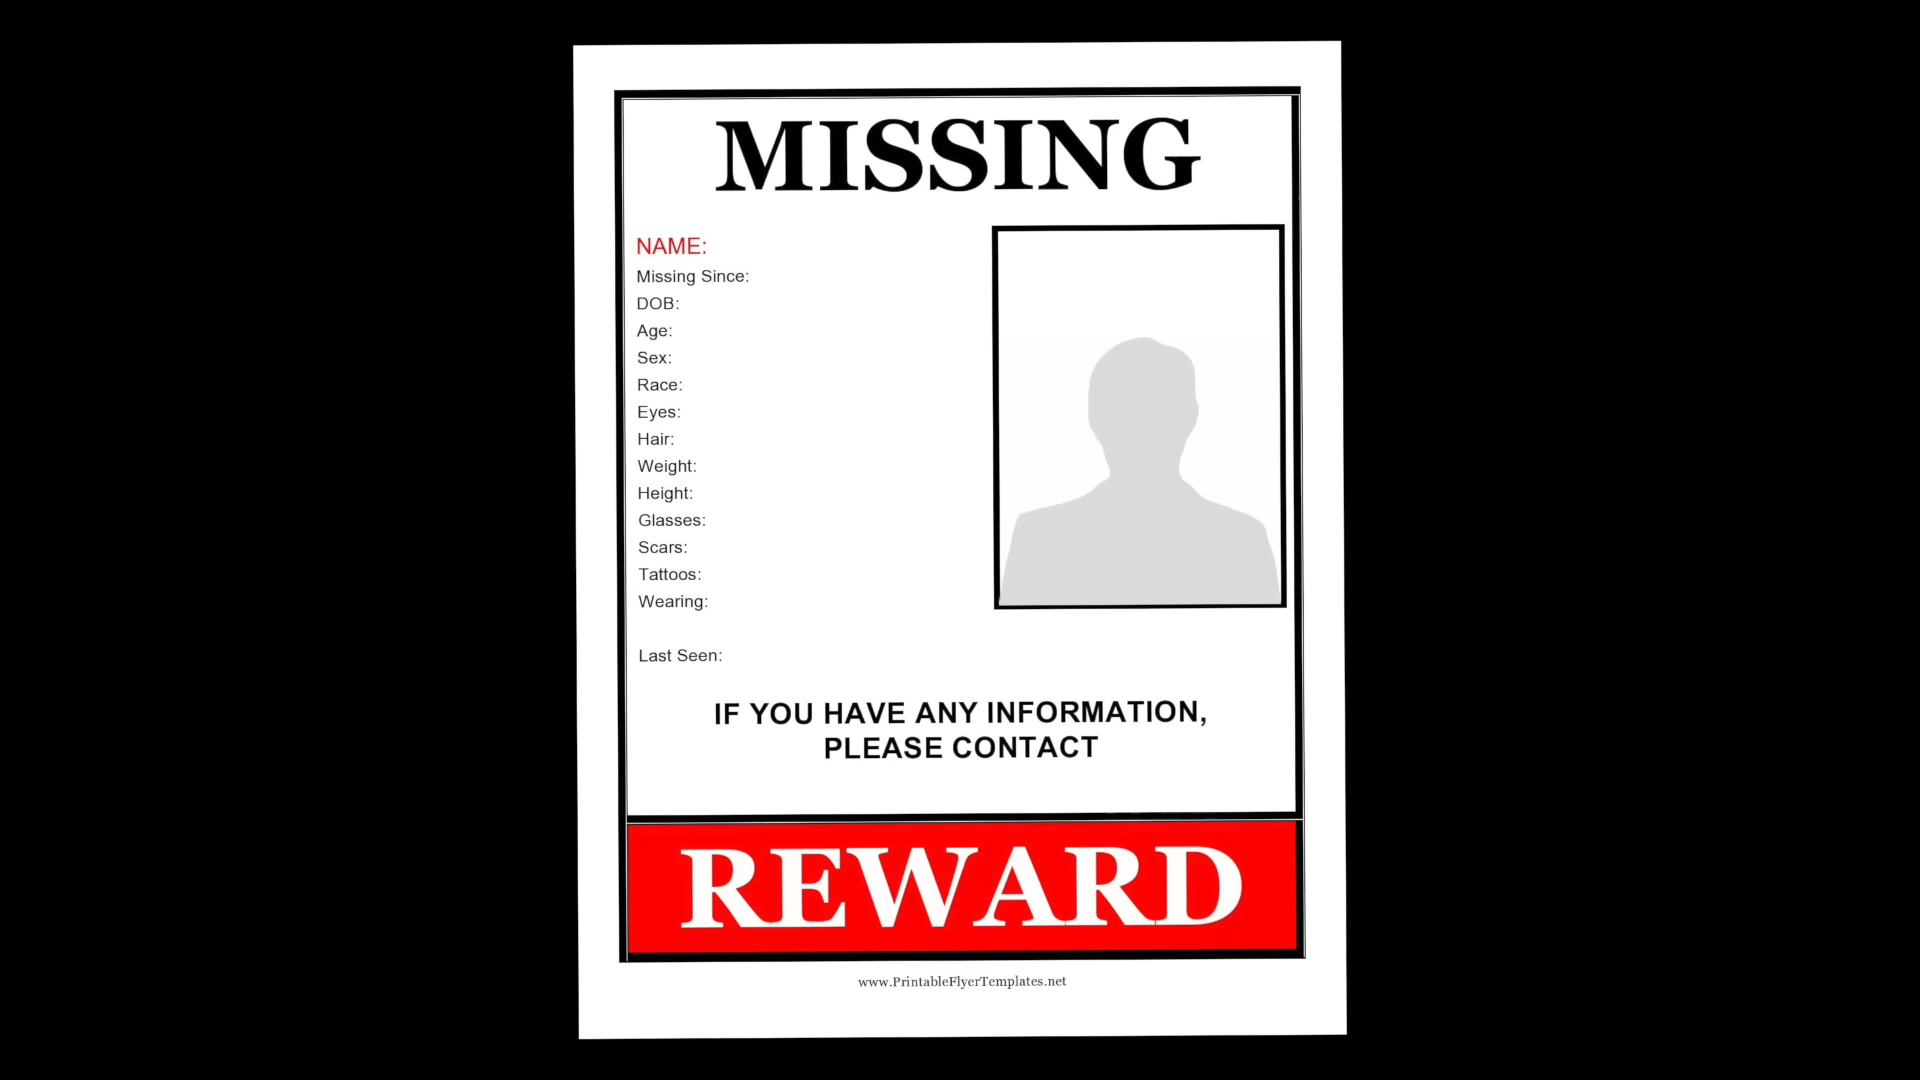 MISSING
NAME:
Missing Since:
DOB:
Age:
Sex:
Race:
Eyes:
Hair:
Weight:
Height:
Glasses:
Scars:
Tattoos:
Wearing:
Last Seen:
IF YOU HAVE ANY INFORMATION,
PLEASE CONTACT
REWARD
www.PrintableFlyerTemplates.net